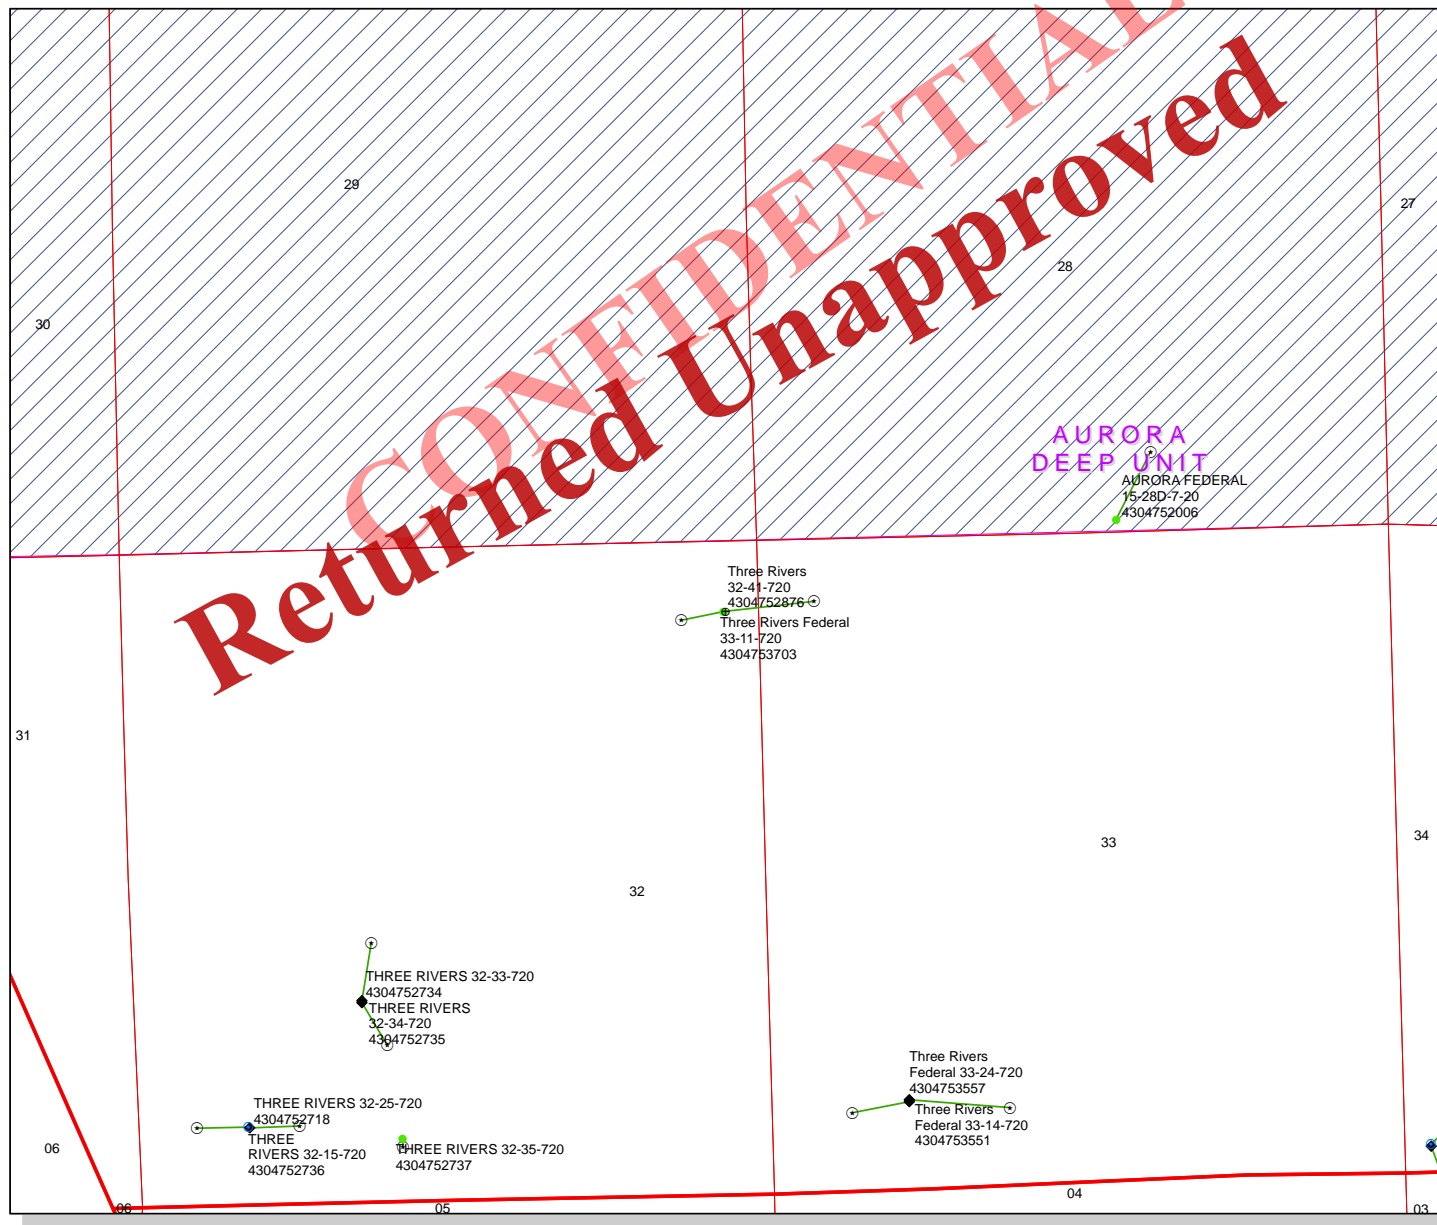 CONFIDENTIAL
Returned Unapproved
29
27
28
30
AURORA
DEEP UNIT
AURORA FEDERAL
15-28D-7-20
4304752006
Three Rivers
32-41-720
4304752876
Three Rivers Federal
33-11-720
4304753703
31
34
33
32
THREE RIVERS 32-33-720
4304752734
THREE RIVERS
32-34-720
4304752735
Three Rivers
Federal 33-24-720
4304753557
Three Rivers
Federal 33-14-720
4304753551
THREE RIVERS 32-25-720
4304752718
THREE
RIVERS 32-15-720
4304752736
THREE RIVERS 32-35-720
4304752737
06
04
06
05
03